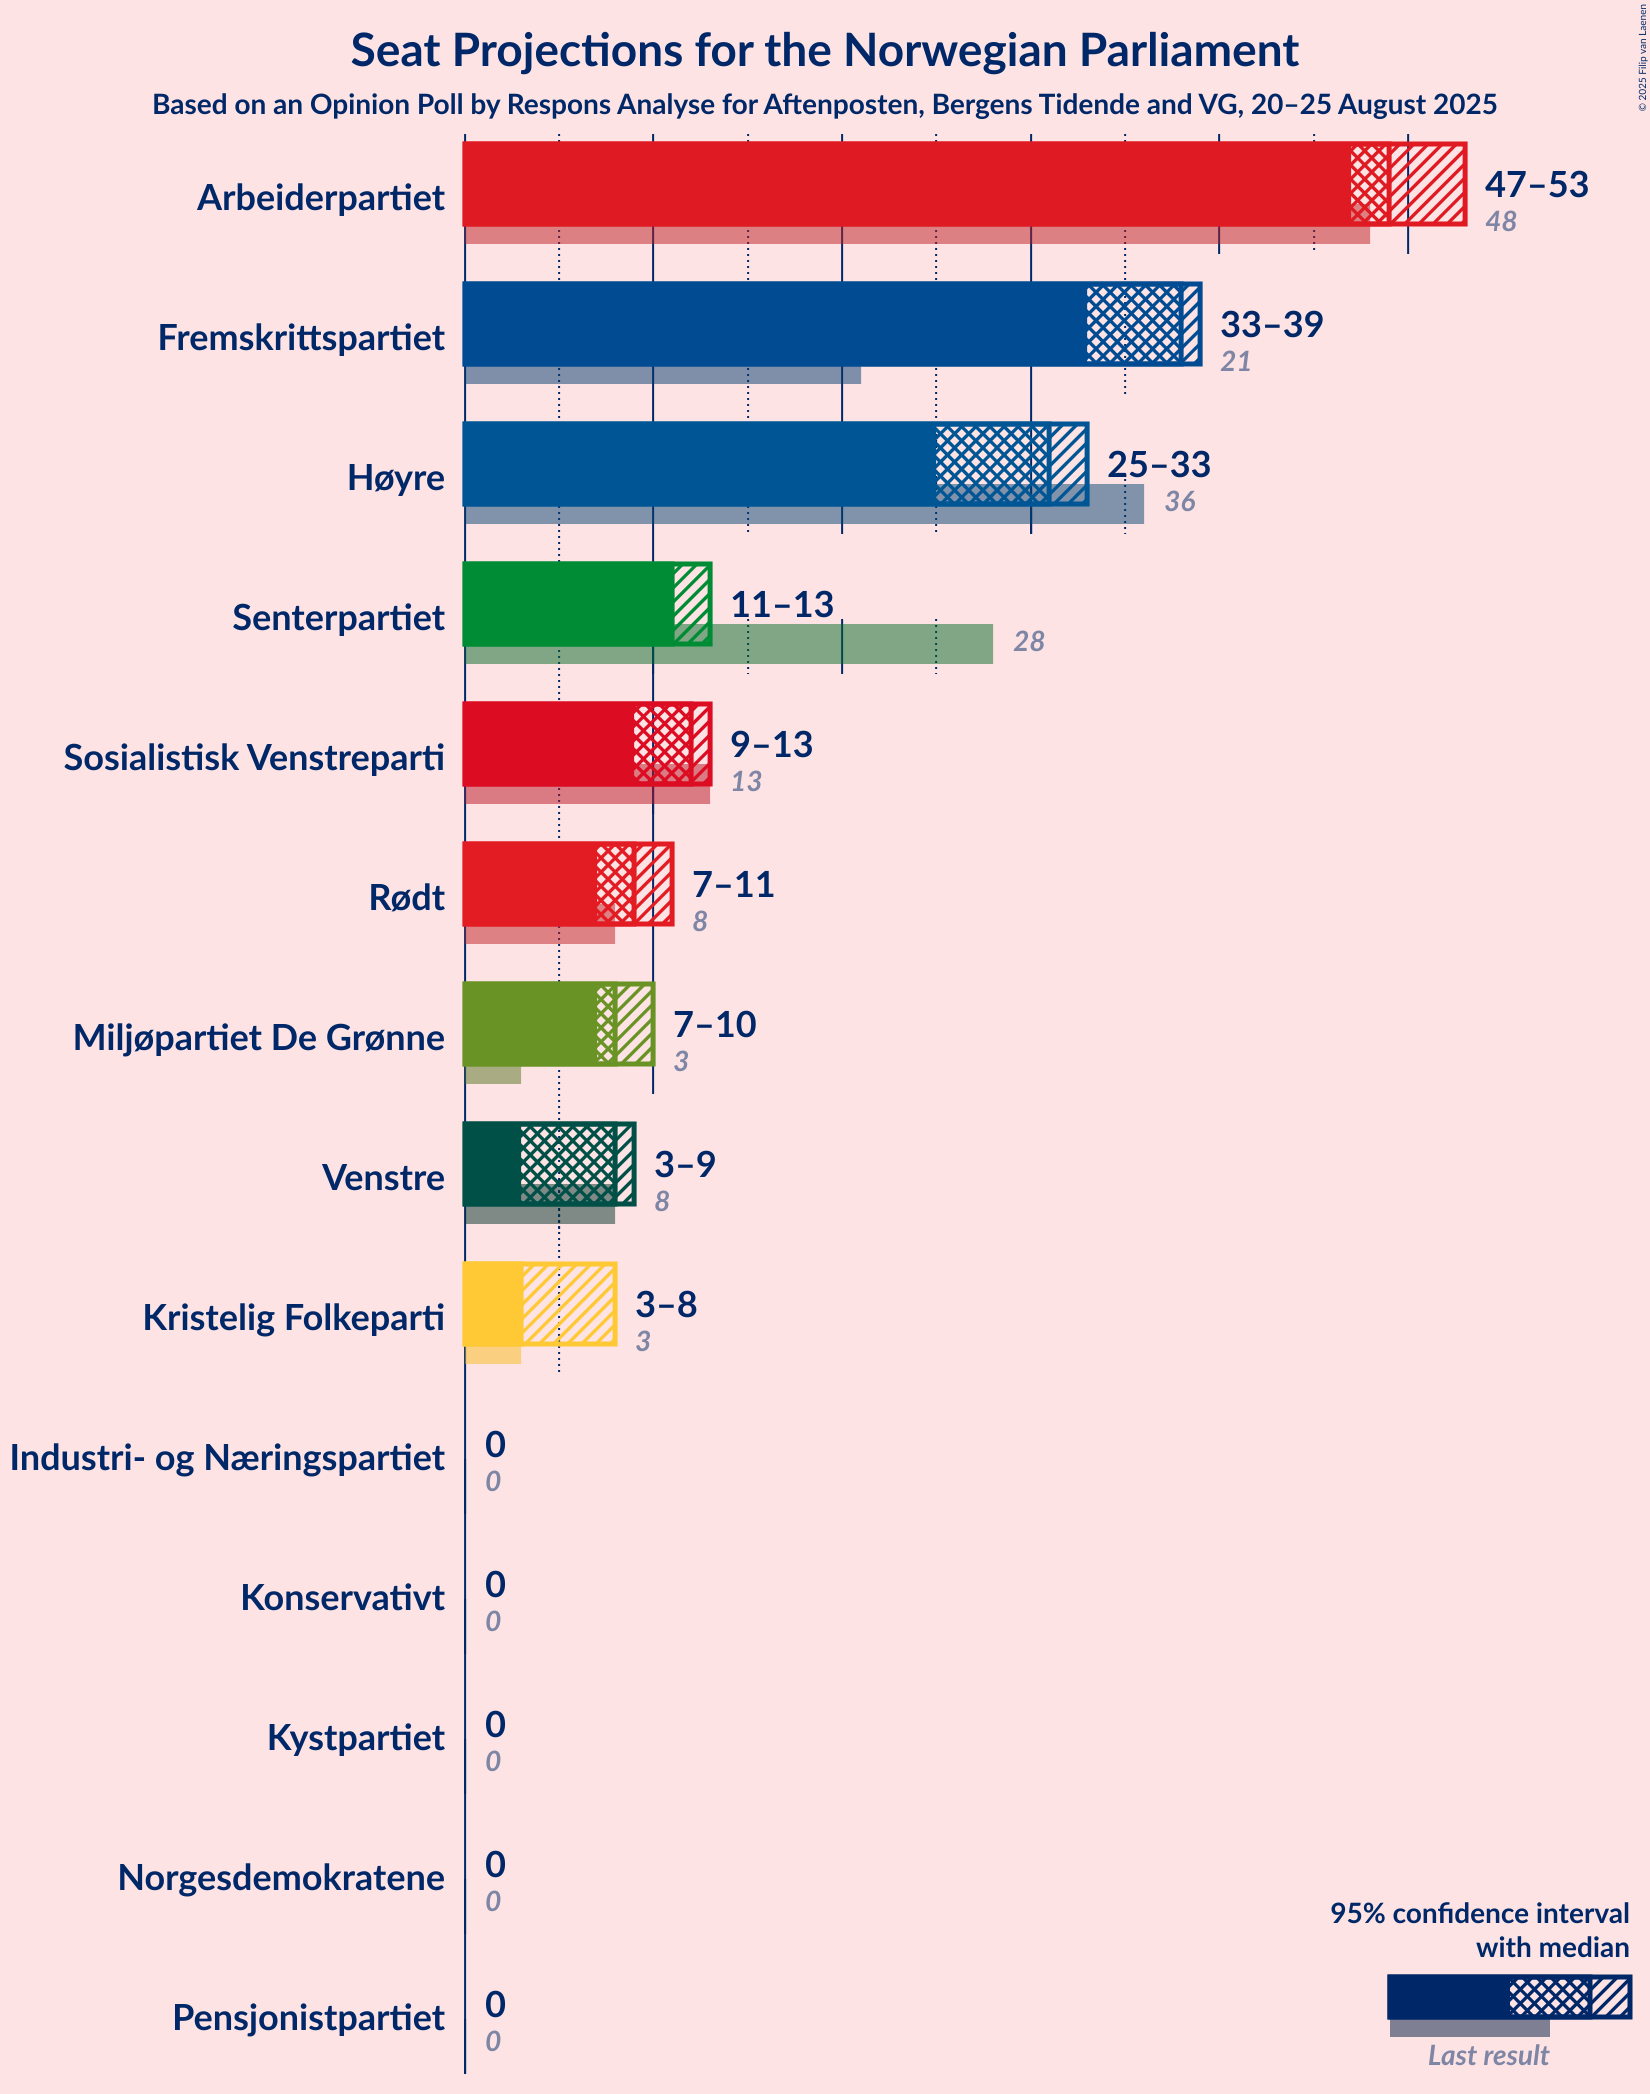 Seat Projections for the Norwegian Parliament
Based on an Opinion Poll by Respons Analyse for Aftenposten, Bergens Tidende and VG, 20–25 August 2025
© 2025 Filip van Laenen
Arbeiderpartiet
47–53
48
Fremskrittspartiet
33–39
21
Høyre
25–33
36
Senterpartiet
11–13
28
Sosialistisk Venstreparti
9–13
13
Rødt
7–11
8
Miljøpartiet De Grønne
7–10
3
Venstre
3–9
8
Kristelig Folkeparti
3–8
3
Industri- og Næringspartiet
0
0
Konservativt
0
0
Kystpartiet
0
0
Norgesdemokratene
0
0
Pensjonistpartiet
0
0
95% confidence interval
with median
Last result